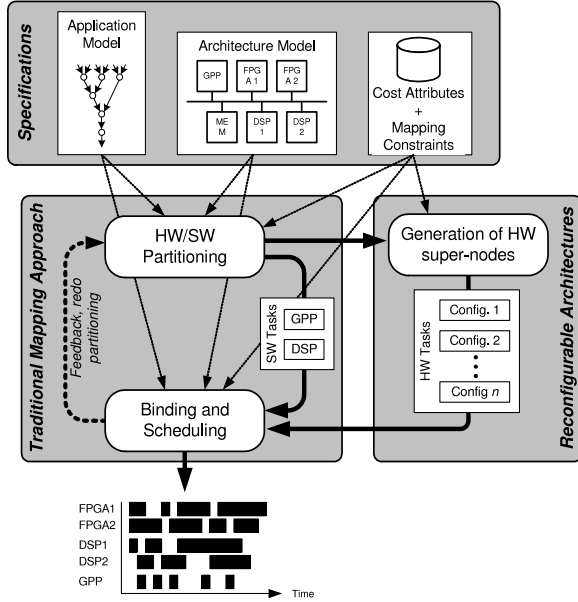 Specifications
Application
Model
Architecture Model
GPP
FPG
A 1
FPG
A 2
ME
M
DSP
1
DSP
2
Cost Attributes
+
Mapping
Constraints
Traditional Mapping Approach
HW/SW
Partitioning
Feedback, redo
partitioning
SW Tasks
GPP
DSP
Binding and
Scheduling
Generation of HW
super-nodes
HW Tasks
Config. 1
Config. 2
Config n
Reconfigurable Architectures
FPGA1
FPGA2
DSP1
DSP2
GPP
Time